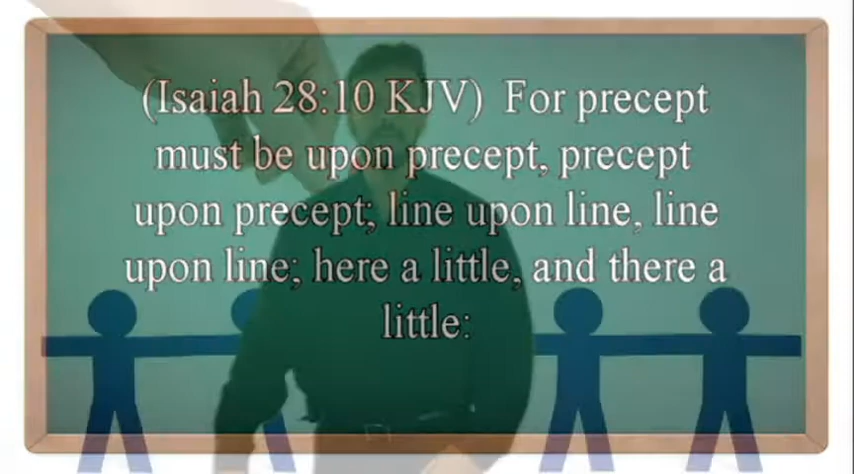 (Isaiah 28:10 KJV)  For precept
must be upon precept, precept
upon precept; line upon line, line
upon line; here a little, and there a
little: